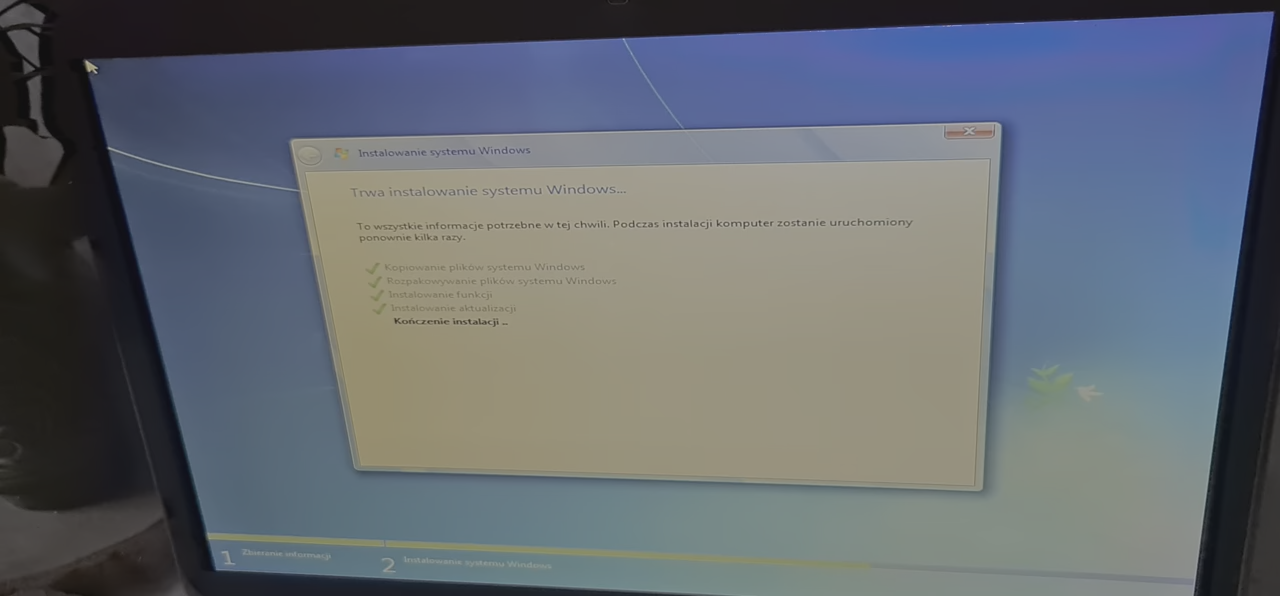 Instalowanie systemu Windows
Trwa instalowanie systemu Windows...
To wszystkie informacje potrzebne w tej chwili. Podczas instalacji komputer zostanie uruchomiony
ponownie kilka razy.
Kopiowanie plików systemu Windows
Rozpakowywanie plików systemu Windows
Instalowanie funkcji
Instalowanie aktualizacji
Kończenie instalacji ...
1 Zbieranie informacji
2 Instalowanie systemu Windows